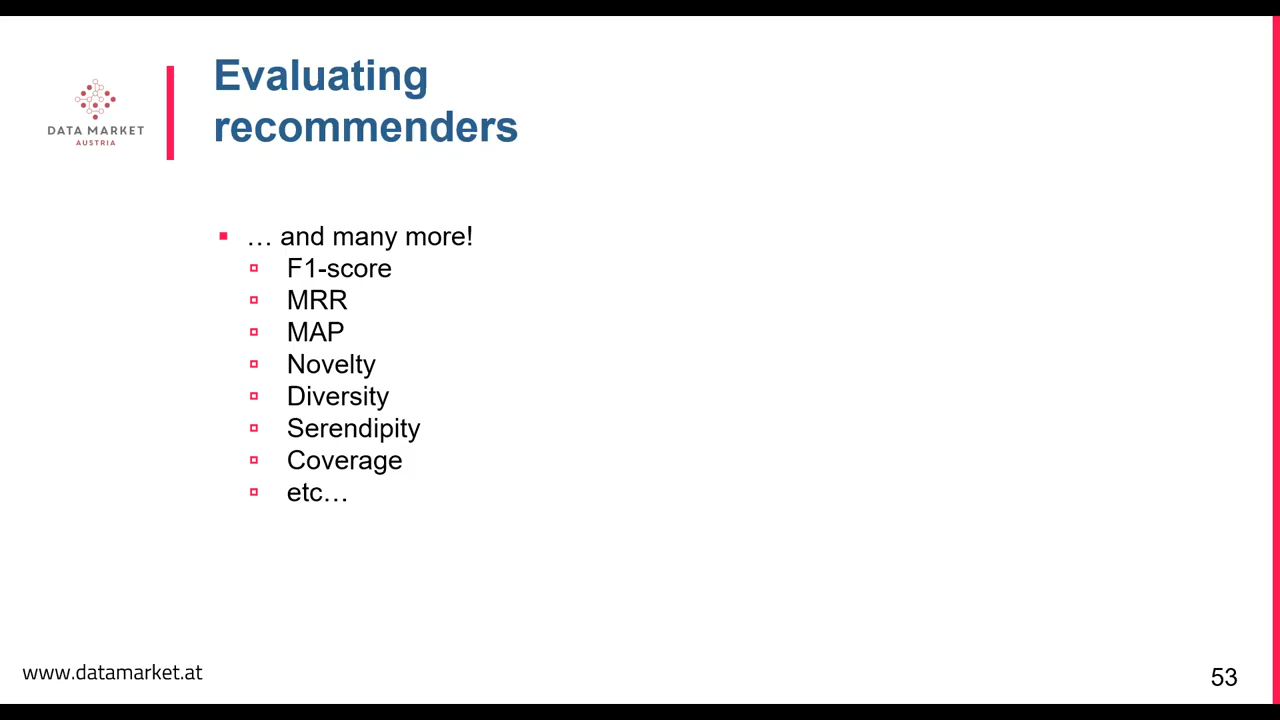 DATA MARKET
AUSTRIA
Evaluating
recommenders
… and many more!
F1-score
MRR
MAP
Novelty
Diversity
Serendipity
Coverage
etc…
www.datamarket.at
53